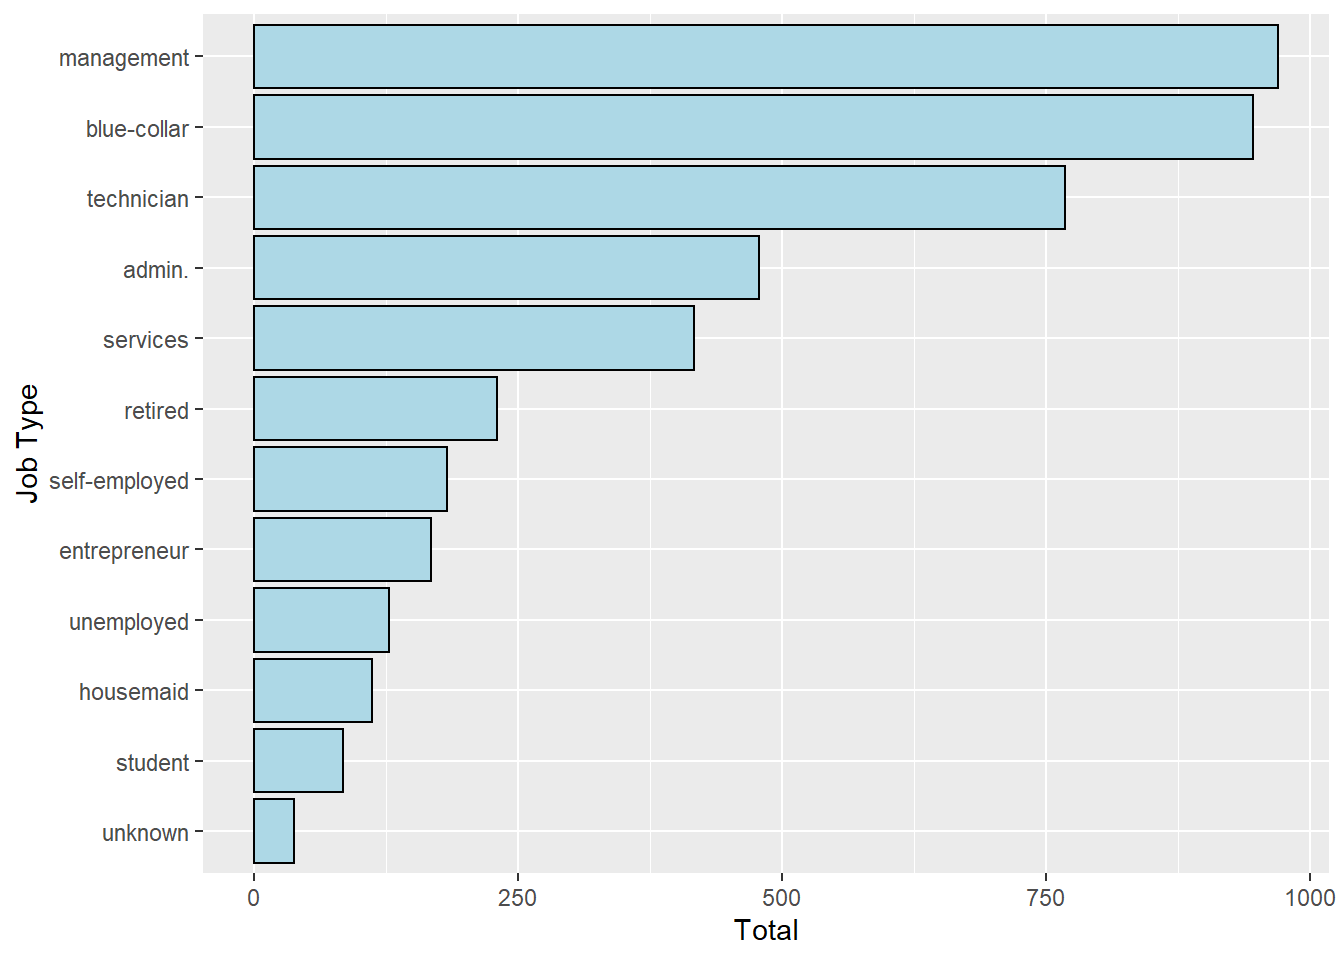 management
blue-collar
technician
admin.
services
retired
self-employed
entrepreneur
unemployed
housemaid
student
unknown
Job Type
0 250 500 750 1000
Total